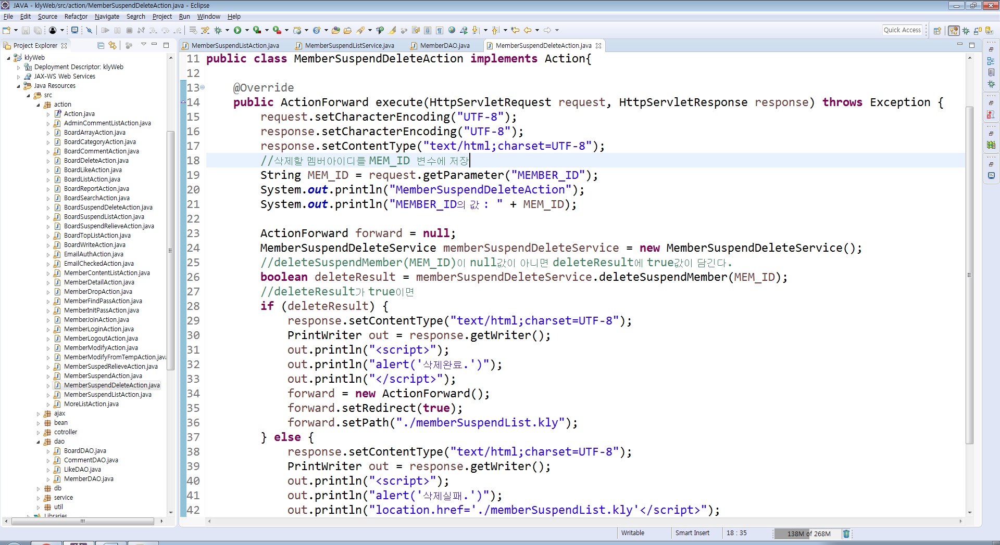 JAVA - klyWeb/src/action/MemberSuspendDeleteAction.java - Eclipse
File Edit Source Refactor Navigate Search Project Run Window Help
Quick Access
Project Explorer
MemberSuspendListAction.java MemberSuspendListService.java MemberDAO.java MemberSuspendDeleteAction.java
klyWeb
Deployment Descriptor: klyWeb
JAX-WS Web Services
Java Resources
src
action
Action.java
AdminCommentListAction.java
BoardArrayAction.java
BoardCategoryAction.java
BoardCommentAction.java
BoardDeleteAction.java
BoardLikeAction.java
BoardListAction.java
BoardReportAction.java
BoardSearchAction.java
BoardSuspendDeleteAction.java
BoardSuspendListAction.java
BoardSuspendRelieveAction.java
BoardTopListAction.java
BoardWriteAction.java
EmailAuthAction.java
EmailCheckedAction.java
MemberContentListAction.java
MemberDetailAction.java
MemberDropAction.java
MemberFindPassAction.java
MemberInitPassAction.java
MemberJoinAction.java
MemberLoginAction.java
MemberLogoutAction.java
MemberModifyAction.java
MemberModifyFromTempAction.java
MemberSuspedRelieveAction.java
MemberSuspendAction.java
MemberSuspendDeleteAction.java
MemberSuspendListAction.java
MoreListAction.java
ajax
bean
cotroller
dao
BoardDAO.java
CommentDAO.java
LikeDAO.java
MemberDAO.java
db
service
util
Libraries
11 public class MemberSuspendDeleteAction implements Action{
12
13 @Override
14 public ActionForward execute(HttpServletRequest request, HttpServletResponse response) throws Exception {
15 request.setCharacterEncoding("UTF-8");
16 response.setCharacterEncoding("UTF-8");
17 response.setContentType("text/html;charset=UTF-8");
18 //삭제할 멤버아이디를 MEM_ID 변수에 저장
19 String MEM_ID = request.getParameter("MEMBER_ID");
20 System.out.println("MemberSuspendDeleteAction");
21 System.out.println("MEMBER_ID의 값 : " + MEM_ID);
22
23 ActionForward forward = null;
24 MemberSuspendDeleteService memberSuspendDeleteService = new MemberSuspendDeleteService();
25 //deleteSuspendMember(MEM_ID)이 null값이 아니면 deleteResult에 true값이 담긴다.
26 boolean deleteResult = memberSuspendDeleteService.deleteSuspendMember(MEM_ID);
27 //deleteResult가 true이면
28 if (deleteResult) {
29 response.setContentType("text/html;charset=UTF-8");
30 PrintWriter out = response.getWriter();
31 out.println("<script>");
32 out.println("alert('삭제완료.')");
33 out.println("</script>");
34 forward = new ActionForward();
35 forward.setRedirect(true);
36 forward.setPath("./memberSuspendList.kly");
37 } else {
38 response.setContentType("text/html;charset=UTF-8");
39 PrintWriter out = response.getWriter();
40 out.println("<script>");
41 out.println("alert('삭제실패.')");
42 out.println("location.href='./memberSuspendList.kly'</script>");
Writable Smart Insert 18 : 35 138M of 268M